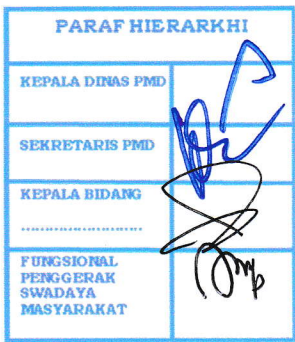 PARAF HIERARKHI
KEPALA DINAS PMD
SEKRETARIS PMD
KEPALA BIDANG
..........................
FUNGSIONAL
PENGGERAK
SWADAYA
MASYARAKAT